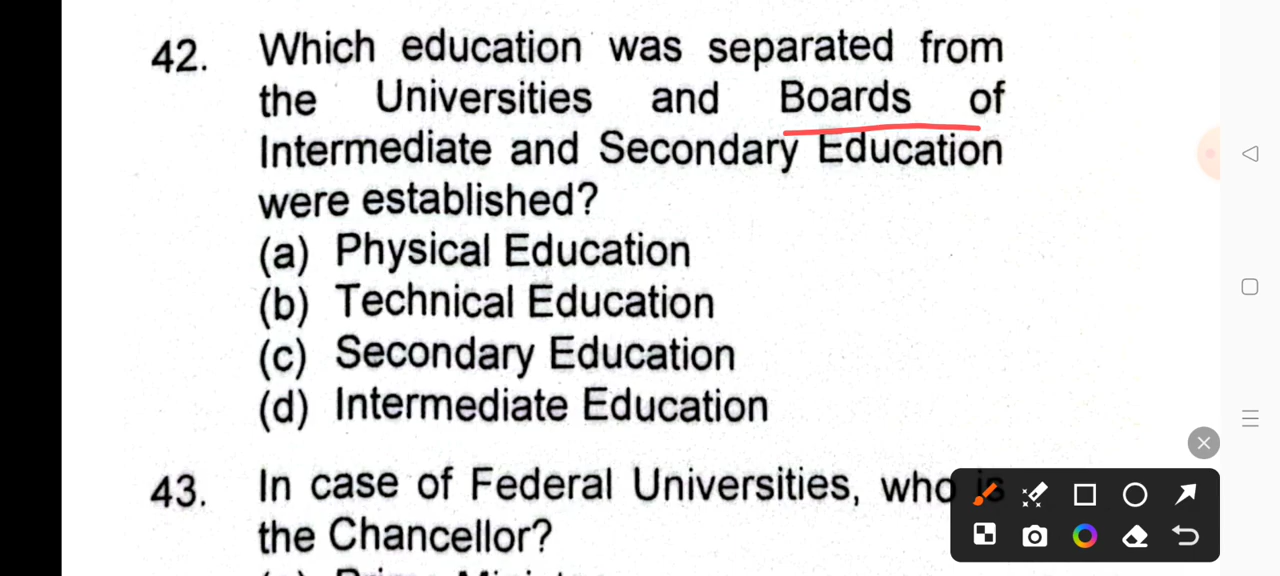 42. Which education was separated from
the Universities and Boards of
Intermediate and Secondary Education
were established?
(a) Physical Education
(b) Technical Education
(c) Secondary Education
(d) Intermediate Education
43. In case of Federal Universities, who is
the Chancellor?